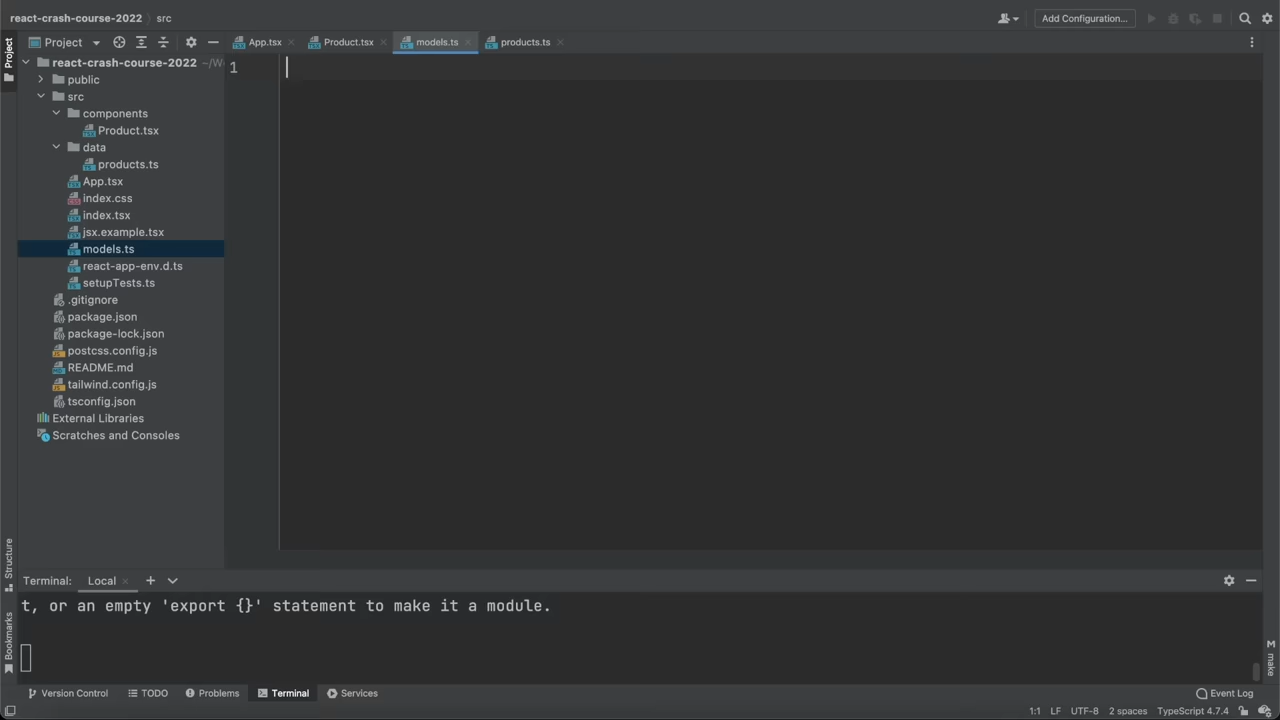 react-crash-course-2022 src
Add Configuration...
Project
Project
App.tsx
Product.tsx
models.ts
products.ts
react-crash-course-2022 ~/W
public
src
components
Product.tsx
data
products.ts
App.tsx
index.css
index.tsx
jsx.example.tsx
models.ts
react-app-env.d.ts
setupTests.ts
.gitignore
package.json
package-lock.json
postcss.config.js
README.md
tailwind.config.js
tsconfig.json
External Libraries
Scratches and Consoles
1
Structure
Bookmarks
Terminal: Local
t, or an empty 'export {}' statement to make it a module.
M make
Version Control TODO Problems Terminal Services Event Log
1:1 LF UTF-8 2 spaces TypeScript 4.7.4